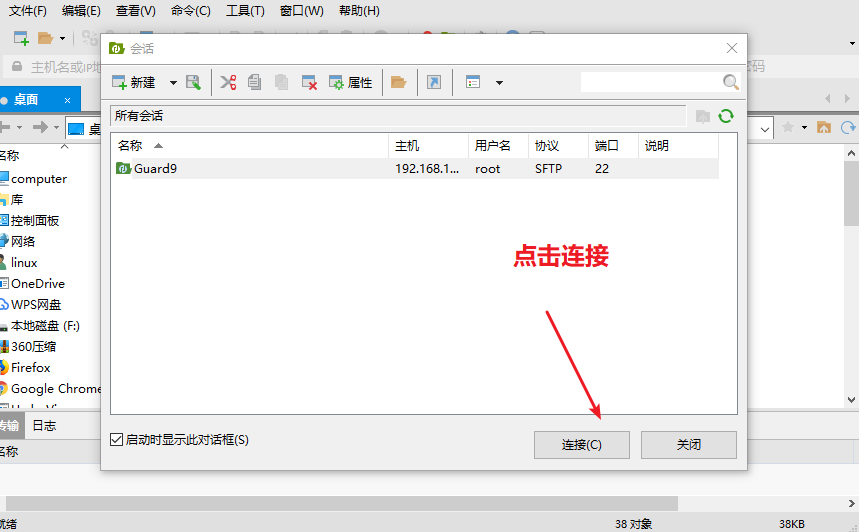 文件(F) 编辑(E) 查看(V) 命令(C) 工具(T) 窗口(W) 帮助(H)
会话
主机名或IP地
密码
新建 属性
桌面
所有会话
名称 主机 用户名 协议 端口 说明
Guard9 192.168.1... root SFTP 22
名称
computer
库
控制面板
网络
linux
OneDrive
WPS网盘
本地磁盘 (F:)
360压缩
Firefox
Google Chrome
点击连接
启动时显示此对话框(S)
连接(C) 关闭
传输 日志
名称
就绪 38 对象 38KB